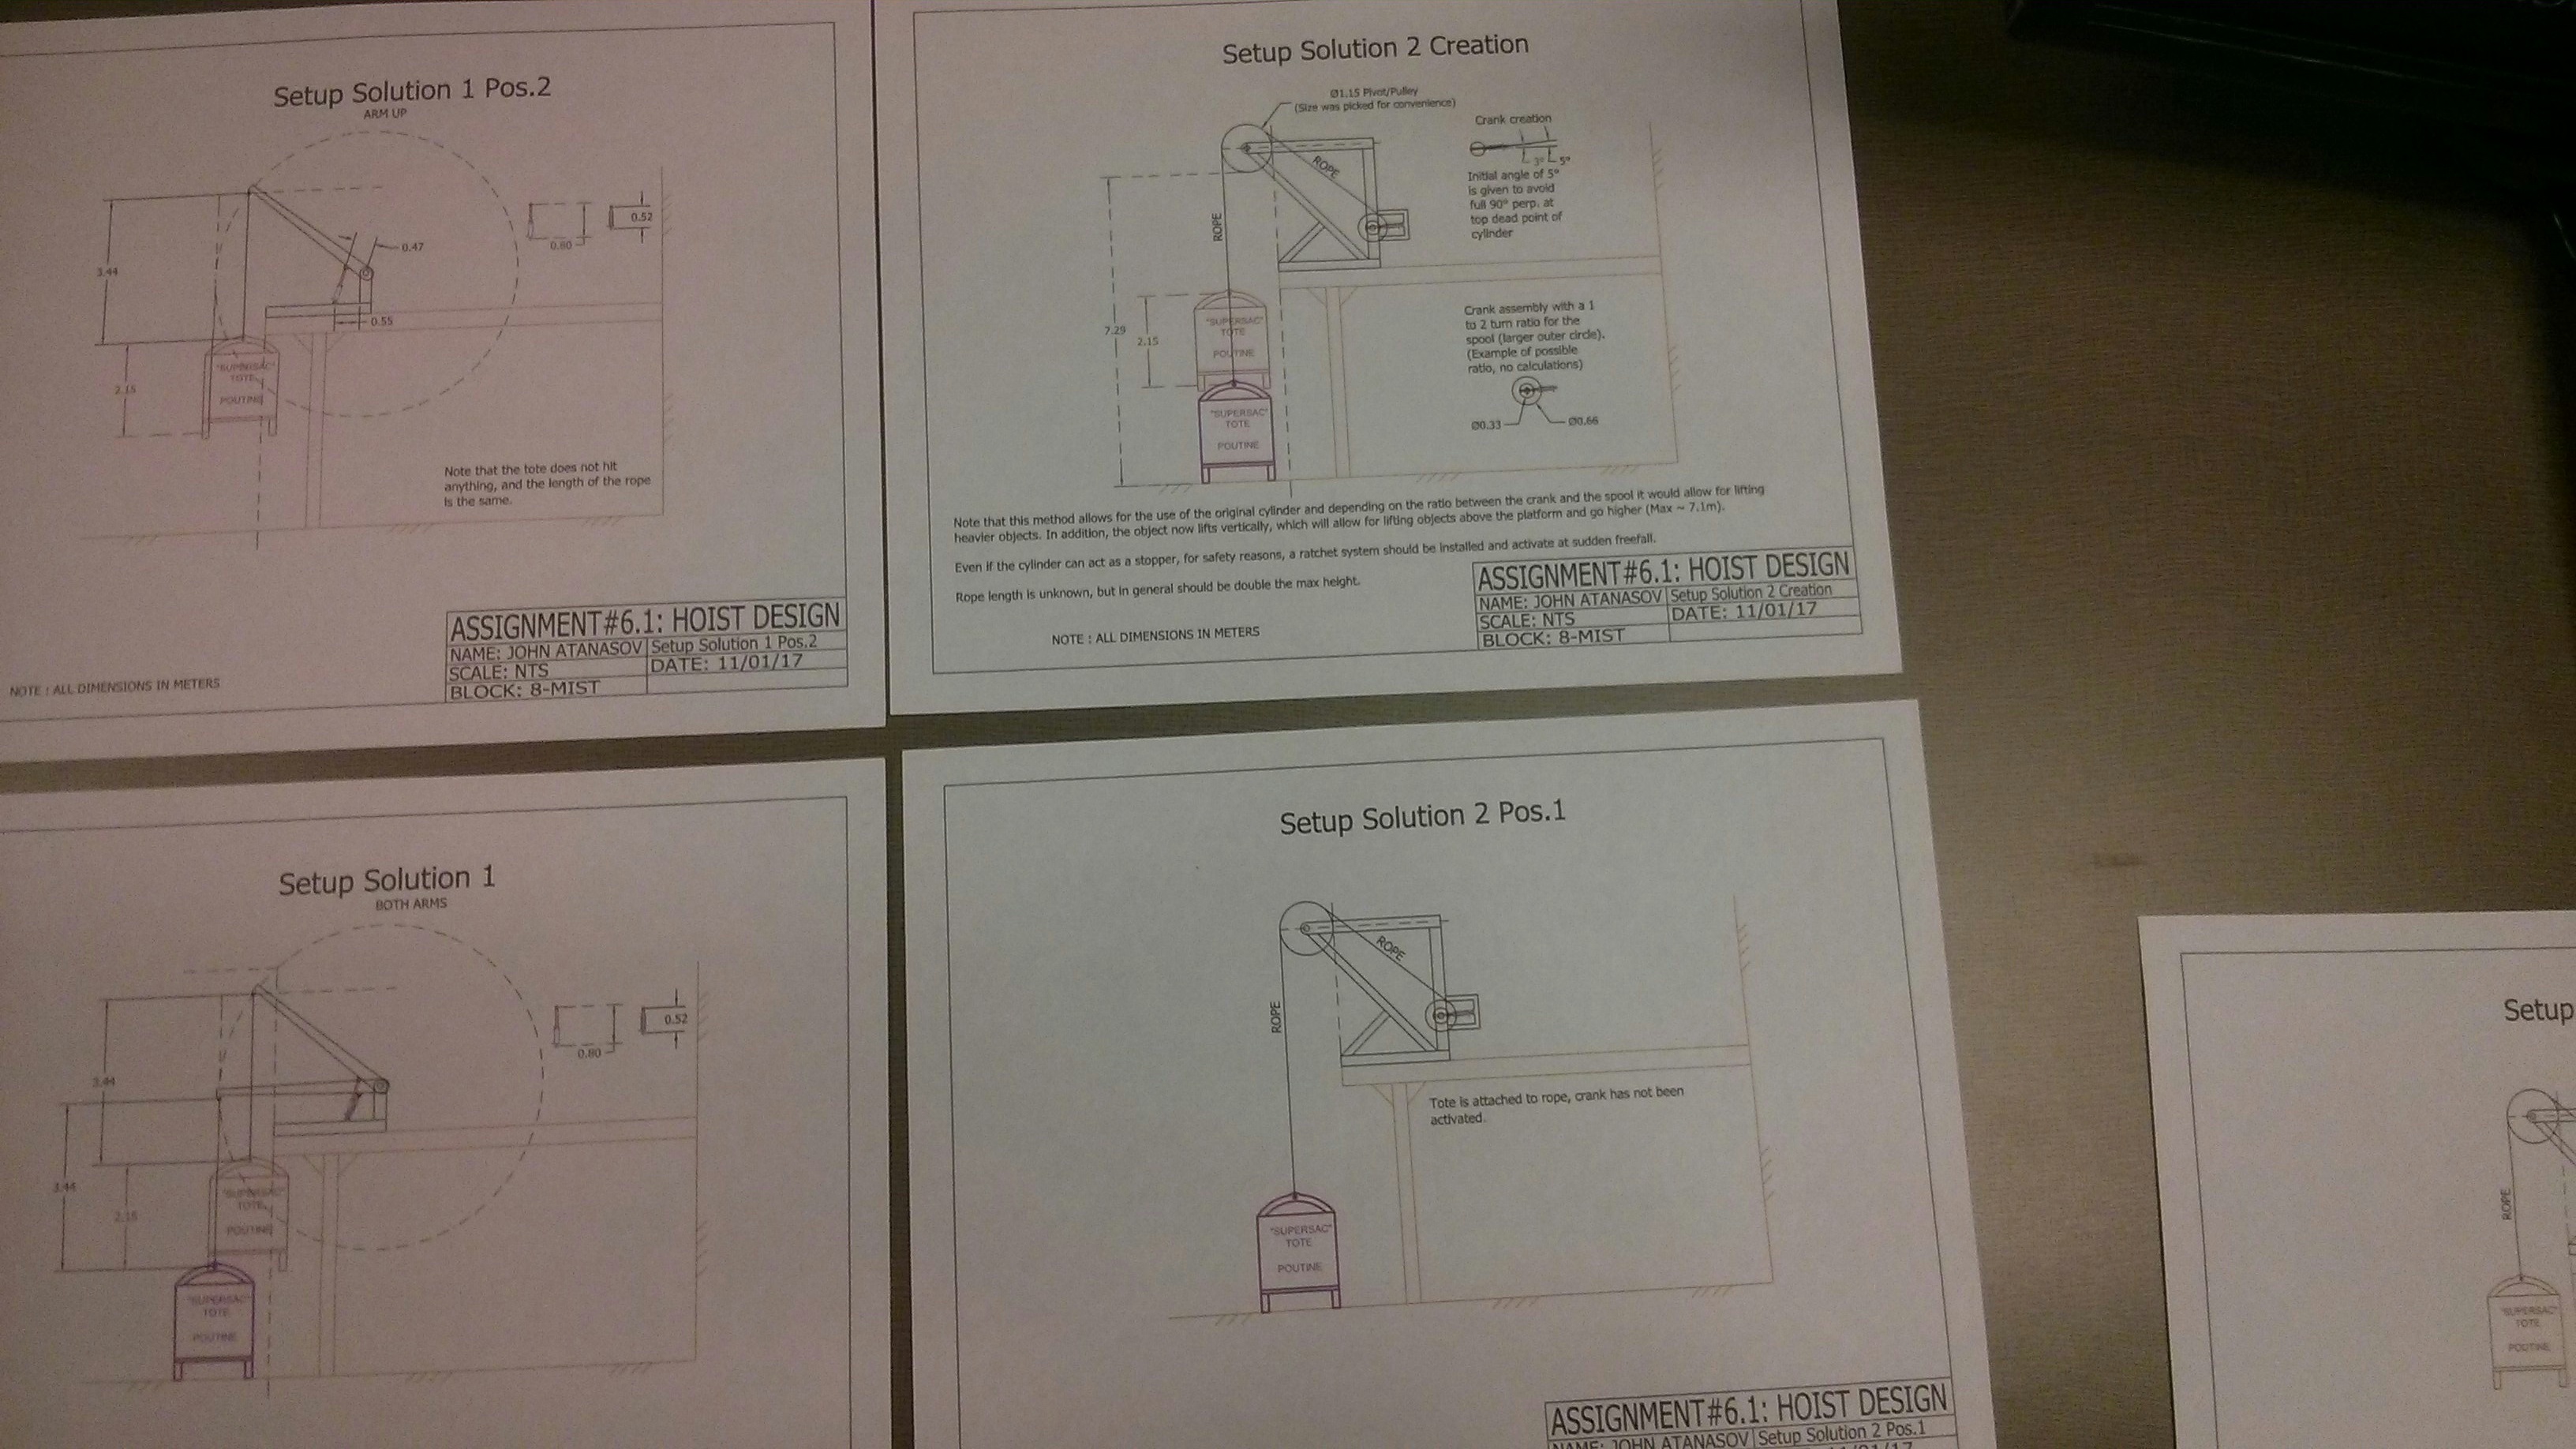 Setup Solution 1 Pos.2
ARM UP
3.44
0.47
0.80
0.52
0.55
2.15
"SUPERSAC"
TOTE
POUTINE
Note that the tote does not hit
anything, and the length of the rope
is the same.
NOTE : ALL DIMENSIONS IN METERS
ASSIGNMENT#6.1: HOIST DESIGN
NAME: JOHN ATANASOV Setup Solution 1 Pos.2
SCALE: NTS DATE: 11/01/17
BLOCK: 8-MIST
Setup Solution 2 Creation
Ø1.15 Pivot/Pulley
(Size was picked for convenience)
Crank creation
3° 5°
Initial angle of 5°
is given to avoid
full 90° perp. at
top dead point of
cylinder
ROPE
ROPE
7.29
2.15
"SUPERSAC"
TOTE
POUTINE
"SUPERSAC"
TOTE
POUTINE
Crank assembly with a 1
to 2 turn ratio for the
spool (larger outer circle).
(Example of possible
ratio, no calculations)
Ø0.33
Ø0.66
Note that this method allows for the use of the original cylinder and depending on the ratio between the crank and the spool it would allow for lifting
heavier objects. In addition, the object now lifts vertically, which will allow for lifting objects above the platform and go higher (Max ~ 7.1m).
Even if the cylinder can act as a stopper, for safety reasons, a ratchet system should be installed and activate at sudden freefall.
Rope length is unknown, but in general should be double the max height.
NOTE : ALL DIMENSIONS IN METERS
ASSIGNMENT#6.1: HOIST DESIGN
NAME: JOHN ATANASOV Setup Solution 2 Creation
SCALE: NTS DATE: 11/01/17
BLOCK: 8-MIST
Setup Solution 1
BOTH ARMS
0.52
0.80
3.44
3.44
2.15
"SUPERSAC"
TOTE
POUTINE
"SUPERSAC"
TOTE
POUTINE
Setup Solution 2 Pos.1
ROPE
ROPE
Tote is attached to rope, crank has not been
activated.
"SUPERSAC"
TOTE
POUTINE
ASSIGNMENT#6.1: HOIST DESIGN
NAME: JOHN ATANASOV Setup Solution 2 Pos.1
Setup
ROPE
"SUPERSAC"
TOTE
POUTINE